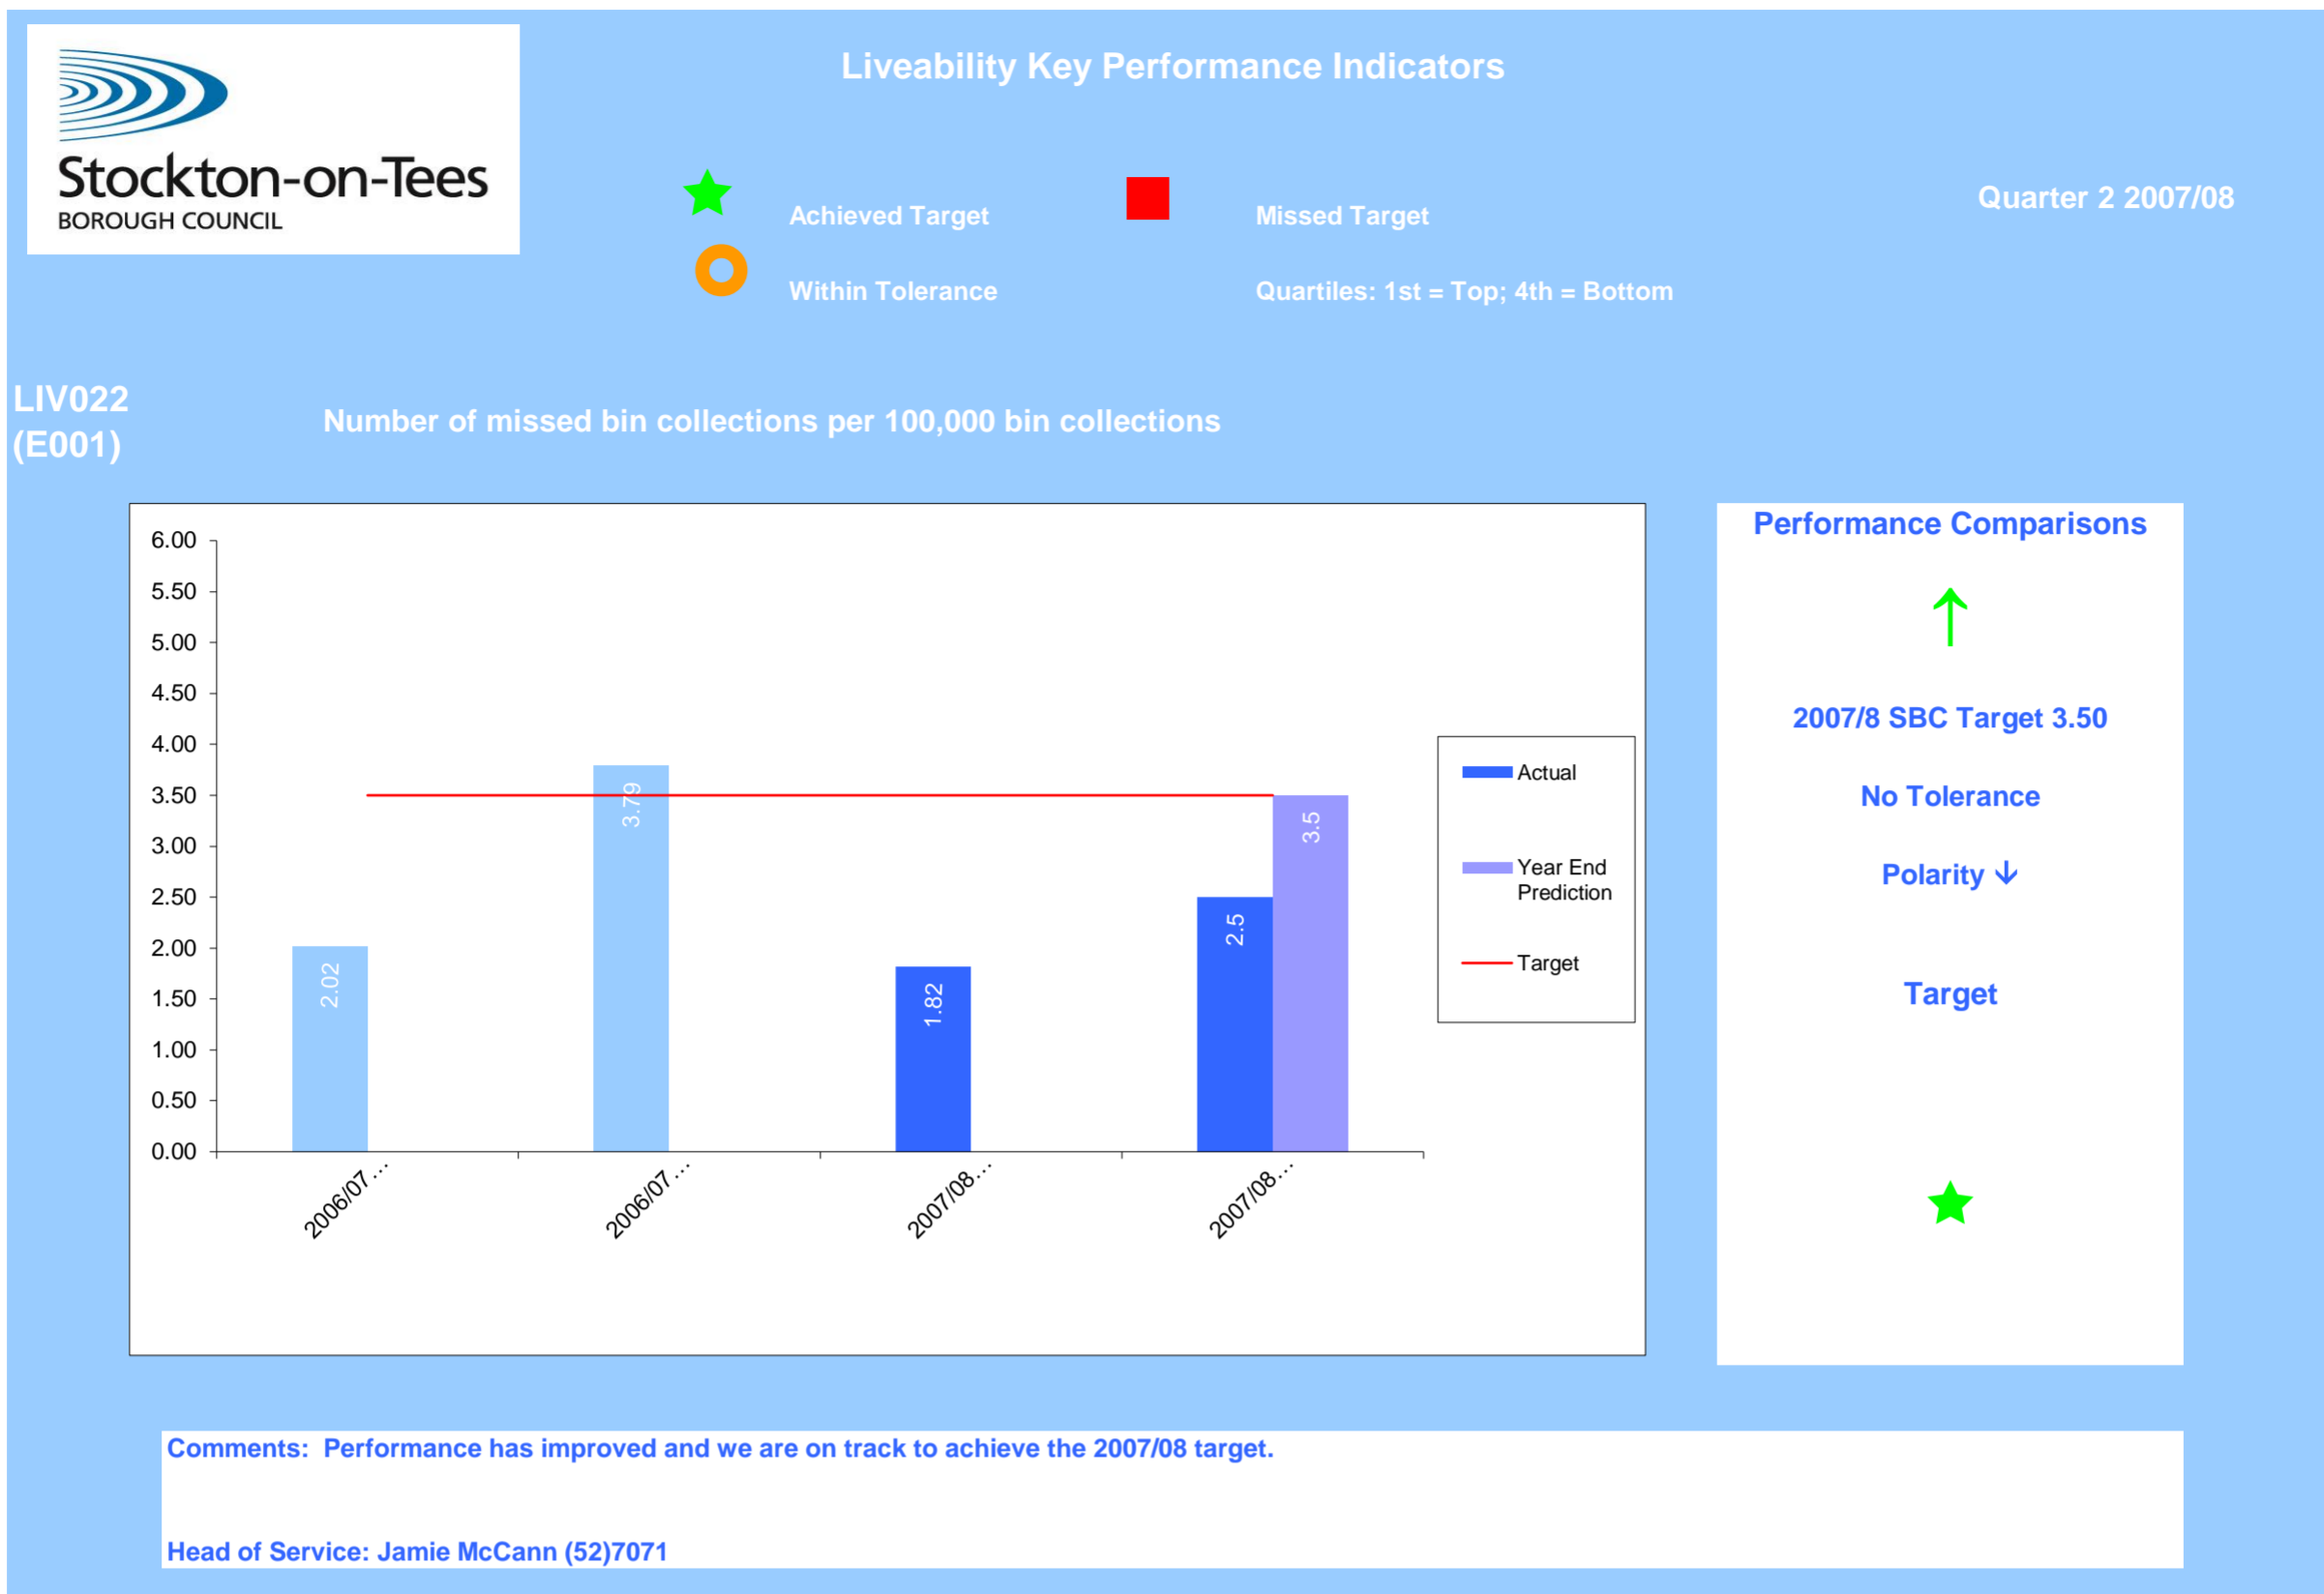 Stockton-on-Tees
BOROUGH COUNCIL
Liveability Key Performance Indicators
Achieved Target
Missed Target
Quarter 2 2007/08
Within Tolerance
Quartiles: 1st = Top; 4th = Bottom
LIV022
(E001)
Number of missed bin collections per 100,000 bin collections
6.00
5.50
5.00
4.50
4.00
3.50
3.00
2.50
2.00
1.50
1.00
0.50
0.00
2.02
3.79
1.82
2.5
3.5
2006/07...
2006/07...
2007/08...
2007/08...
Actual
Year End
Prediction
Target
Performance Comparisons
↑
2007/8 SBC Target 3.50
No Tolerance
Polarity ↓
Target
Comments:  Performance has improved and we are on track to achieve the 2007/08 target.
Head of Service: Jamie McCann (52)7071